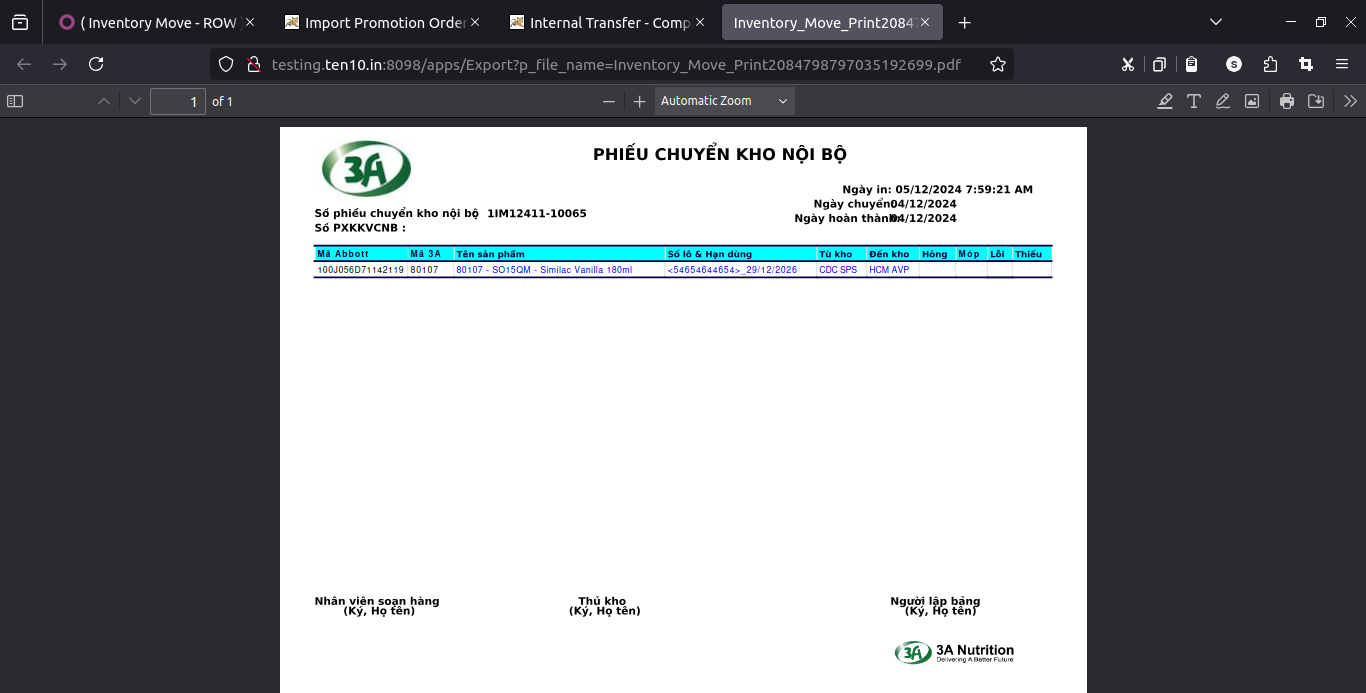 ( Inventory Move - ROW
Import Promotion Order
Internal Transfer - Comp
Inventory_Move_Print20847
testing.ten10.in:8098/apps/Export?p_file_name=Inventory_Move_Print2084798797035192699.pdf
S
1 of 1
Automatic Zoom
3A
PHIẾU CHUYỂN KHO NỘI BỘ
Ngày in: 05/12/2024 7:59:21 AM
Ngày chuyển: 04/12/2024
Số phiếu chuyển kho nội bộ 1IM12411-10065
Ngày hoàn thành: 04/12/2024
Số PXKKVCNB :
Mã Abbott Mã 3A Tên sản phẩm Số lô & Hạn dùng Từ kho Đến kho Hỏng Móp Lỗi Thiếu
100J056D71142119 80107 80107 - SO15QM - Similac Vanilla 180ml <54654644654>_29/12/2026 CDC SPS HCM AVP
Nhân viên soạn hàng Thủ kho Người lập bảng
(Ký, Họ tên) (Ký, Họ tên) (Ký, Họ tên)
3A 3A Nutrition
Delivering A Better Future